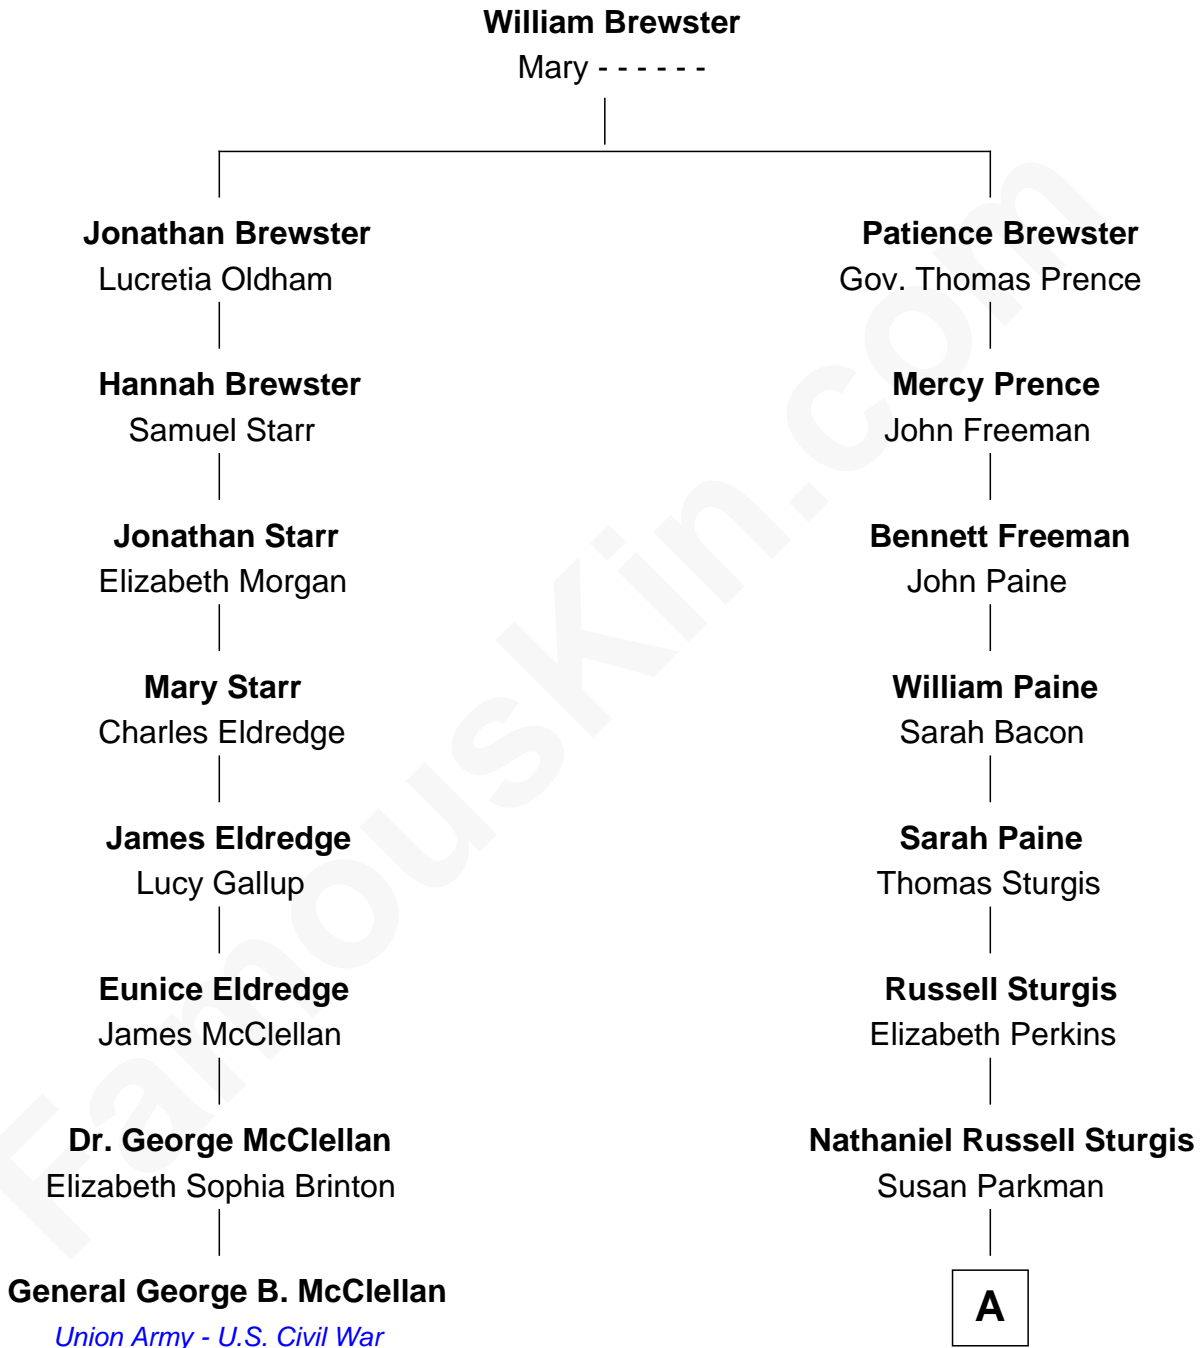 William Brewster
Mary - - - - - -
Jonathan Brewster
Lucretia Oldham
Patience Brewster
Gov. Thomas Prence
Hannah Brewster
Samuel Starr
Mercy Prence
John Freeman
Jonathan Starr
Elizabeth Morgan
Bennett Freeman
John Paine
Mary Starr
Charles Eldredge
William Paine
Sarah Bacon
James Eldredge
Lucy Gallup
Sarah Paine
Thomas Sturgis
Eunice Eldredge
James McClellan
Russell Sturgis
Elizabeth Perkins
Dr. George McClellan
Elizabeth Sophia Brinton
Nathaniel Russell Sturgis
Susan Parkman
General George B. McClellan
Union Army - U.S. Civil War
A
FamousKin.com